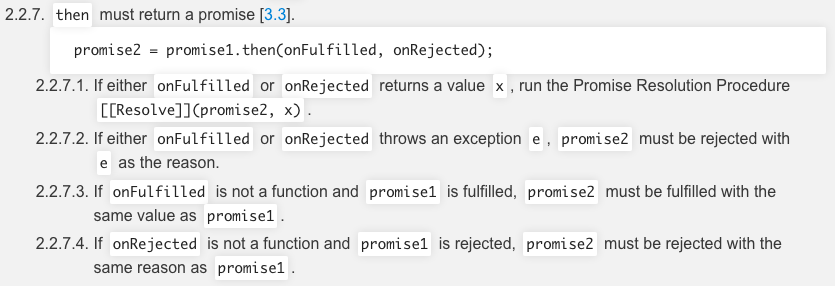 2.2.7. then must return a promise [3.3].
promise2 = promise1.then(onFulfilled, onRejected);
2.2.7.1. If either onFulfilled or onRejected returns a value x , run the Promise Resolution Procedure
[[Resolve]](promise2, x) .
2.2.7.2. If either onFulfilled or onRejected throws an exception e , promise2 must be rejected with
e as the reason.
2.2.7.3. If onFulfilled is not a function and promise1 is fulfilled, promise2 must be fulfilled with the
same value as promise1 .
2.2.7.4. If onRejected is not a function and promise1 is rejected, promise2 must be rejected with the
same reason as promise1 .